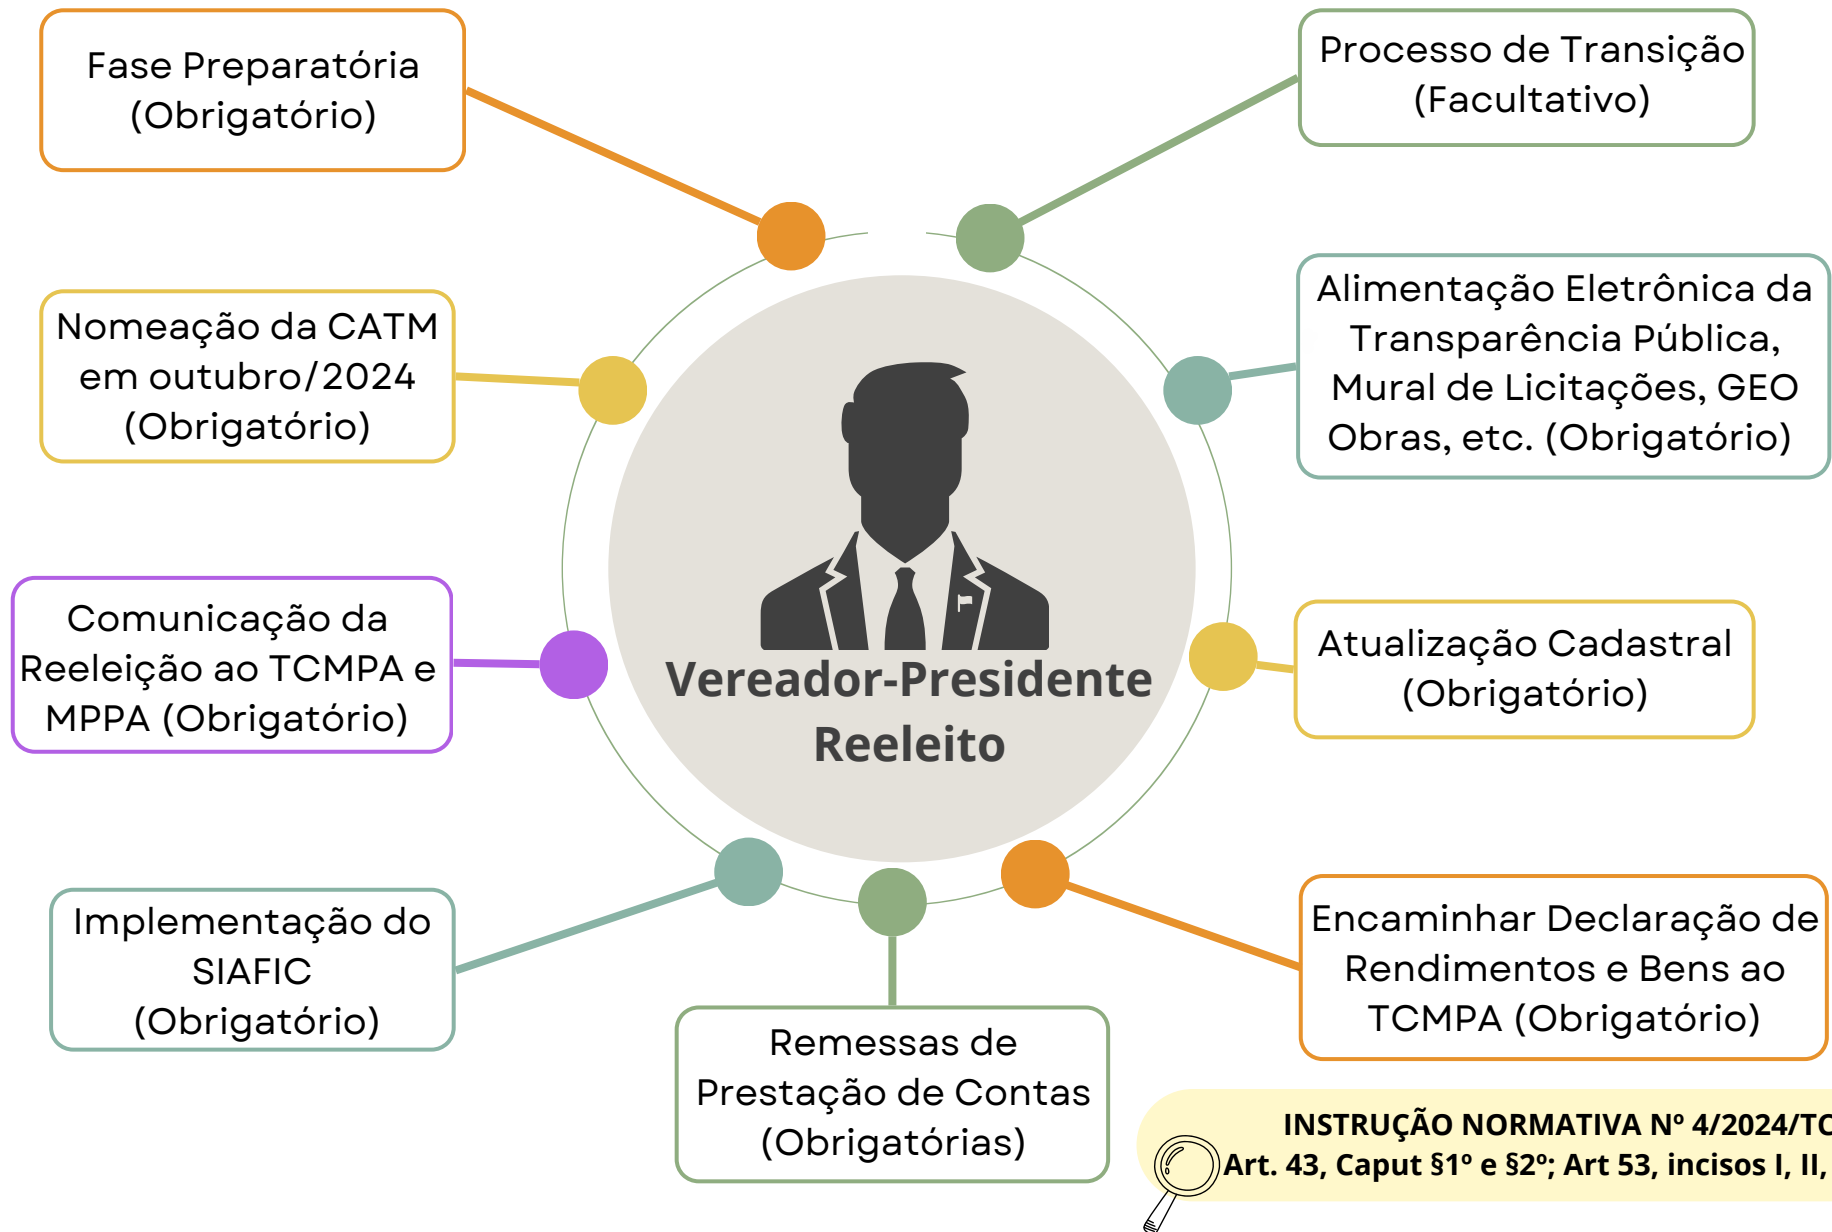 Fase Preparatória
(Obrigatório)
Processo de Transição
(Facultativo)
Nomeação da CATM
em outubro/2024
(Obrigatório)
Alimentação Eletrônica da
Transparência Pública,
Mural de Licitações, GEO
Obras, etc. (Obrigatório)
Comunicação da
Reeleição ao TCMPA e
MPPA (Obrigatório)
Vereador-Presidente
Reeleito
Atualização Cadastral
(Obrigatório)
Implementação do
SIAFIC
(Obrigatório)
Remessas de
Prestação de Contas
(Obrigatórias)
Encaminhar Declaração de
Rendimentos e Bens ao
TCMPA (Obrigatório)
INSTRUÇÃO NORMATIVA Nº 4/2024/TC
Art. 43, Caput §1º e §2º; Art 53, incisos I, II,